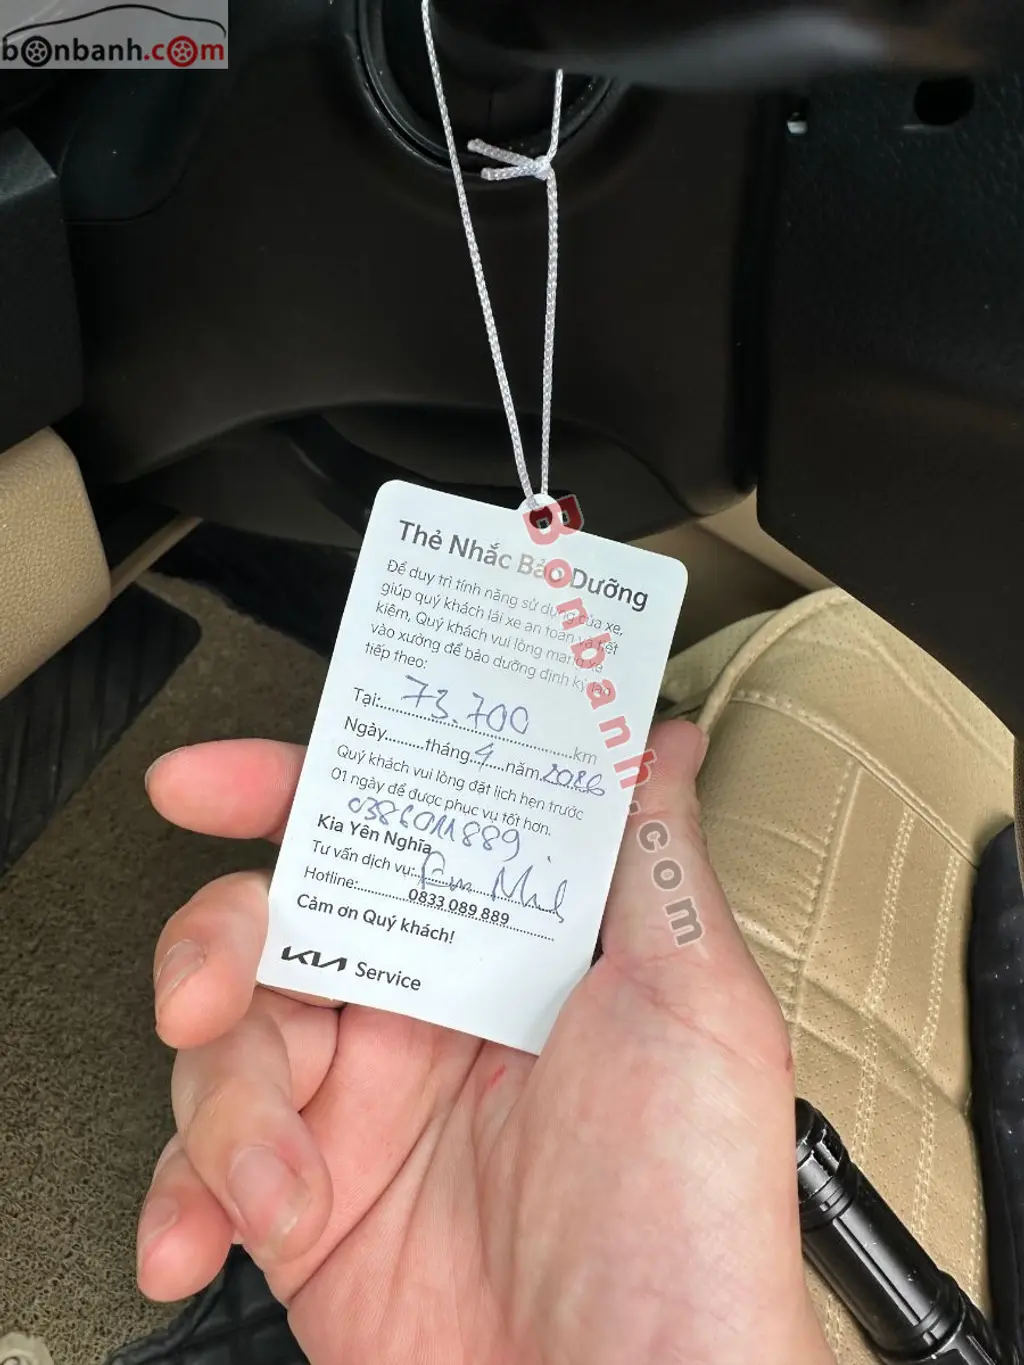 bonbanh.com
Thẻ Nhắc Bảo Dưỡng
Để duy trì tính năng sử dụng của xe,
giúp quý khách lái xe an toàn và tiết
kiệm, Quý khách vui lòng mang xe
vào xưởng để bảo dưỡng định kỳ lần
tiếp theo:
Tại:.....73.700.....km
Ngày.........tháng..4...năm.2026
Quý khách vui lòng đặt lịch hẹn trước
01 ngày để được phục vụ tốt hơn.
Kia Yên Nghĩa
Tư vấn dịch vụ:
Hotline: 0833 089 889
Cảm ơn Quý khách!
KIA Service
Bonbanh.com